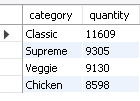 category quantity
Classic 11609
Supreme 9305
Veggie 9130
Chicken 8598